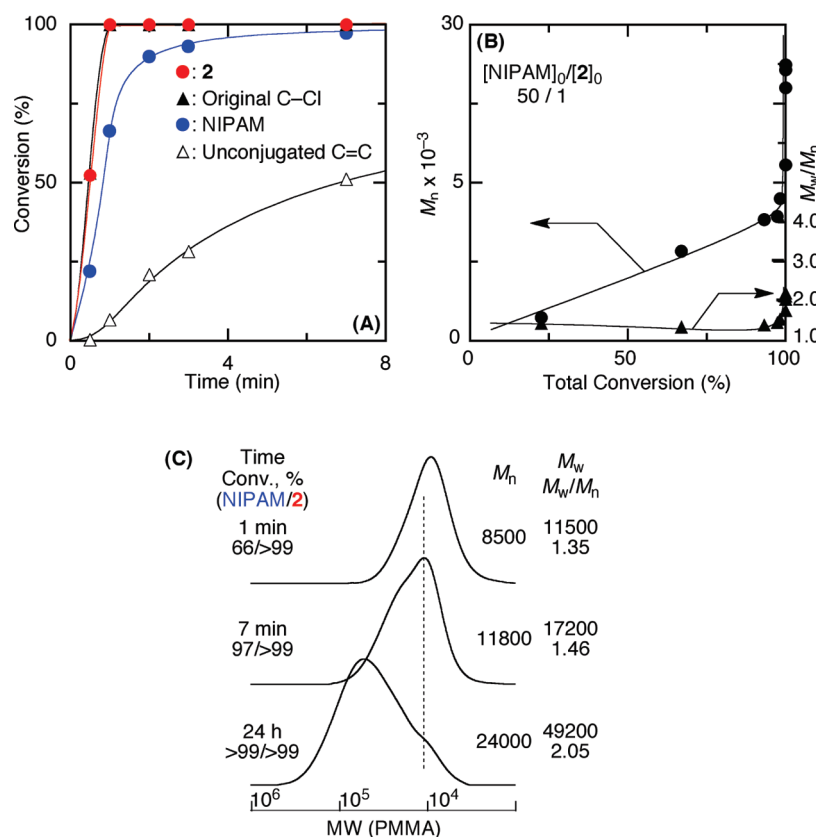 100
50
0
Conversion (%)
0
4
8
Time (min)
: 2
: Original C–Cl
: NIPAM
: Unconjugated C=C
(A)
30
(B)
[NIPAM]₀/[2]₀
50 / 1
5
0
Mn x 10⁻³
Mw/Mn
4.0
3.0
2.0
1.0
50
100
Total Conversion (%)
(C)
Time
Conv., %
(NIPAM/2)
Mn
Mw
Mw/Mn
1 min
66/>99
8500
11500
1.35
7 min
97/>99
11800
17200
1.46
24 h
>99/>99
24000
49200
2.05
10⁶
10⁵
10⁴
MW (PMMA)